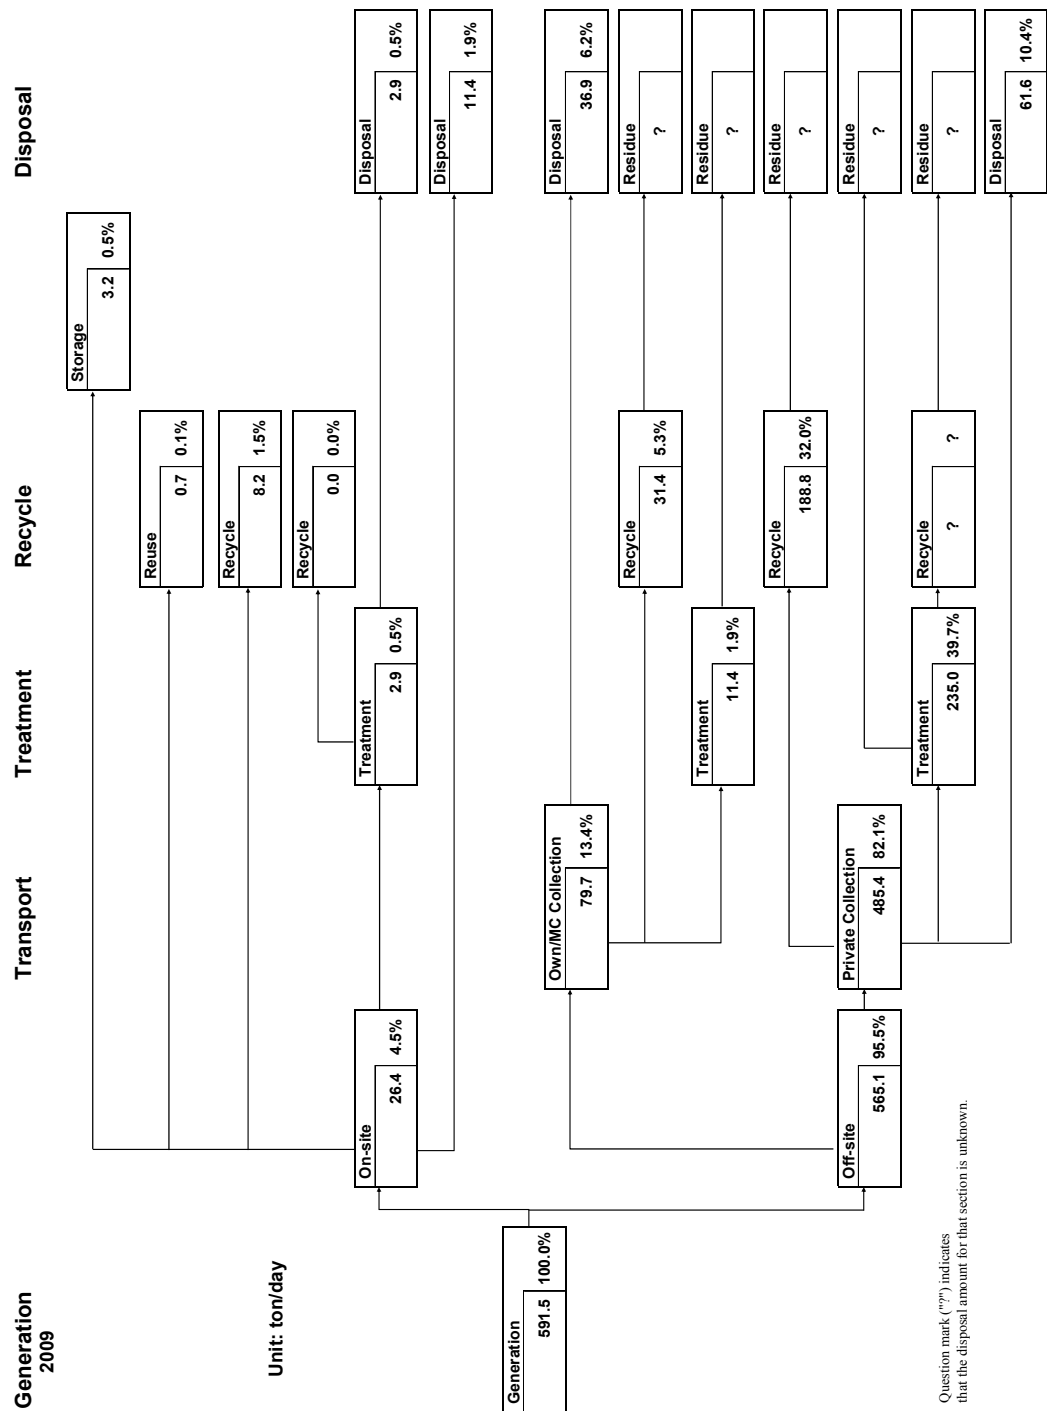 Generation
2009
Transport
Treatment
Recycle
Disposal
Unit: ton/day
Generation
591.5 100.0%
On-site
26.4 4.5%
Off-site
565.1 95.5%
Own/MC Collection
79.7 13.4%
Private Collection
485.4 82.1%
Treatment
2.9 0.5%
Treatment
11.4 1.9%
Treatment
235.0 39.7%
Reuse
0.7 0.1%
Recycle
8.2 1.5%
Recycle
0.0 0.0%
Recycle
31.4 5.3%
Recycle
188.8 32.0%
Recycle
? ?
Storage
3.2 0.5%
Disposal
2.9 0.5%
Disposal
11.4 1.9%
Disposal
36.9 6.2%
Residue
?
Residue
?
Residue
?
Residue
?
Residue
?
Disposal
61.6 10.4%
Question mark ("?") indicates
that the disposal amount for that section is unknown.